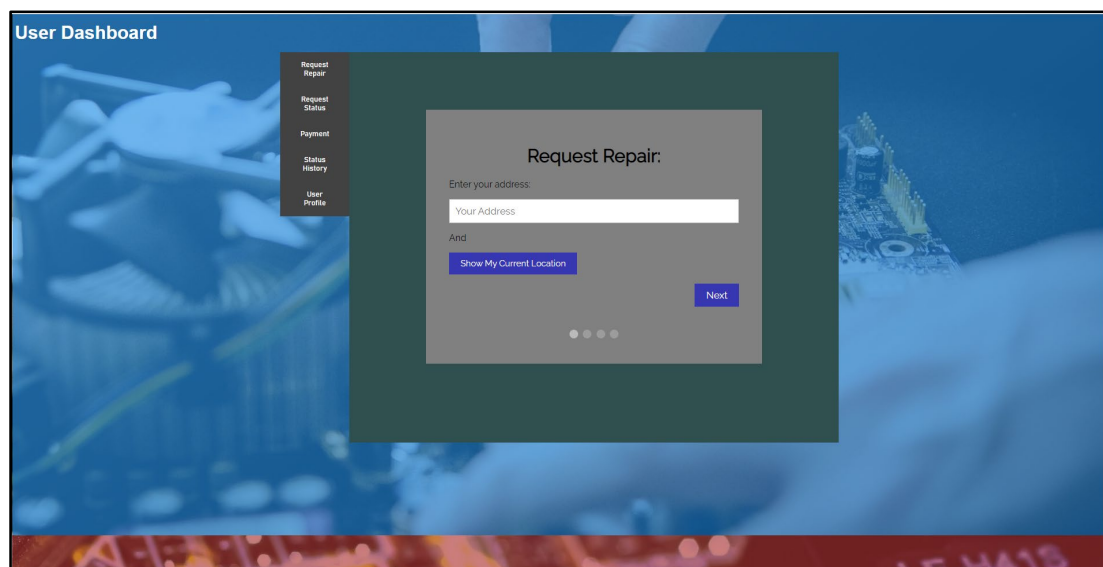 User Dashboard
Request
Repair
Request
Status
Payment
Status
History
User
Profile
Request Repair:
Enter your address:
Your Address
And
Show My Current Location
Next